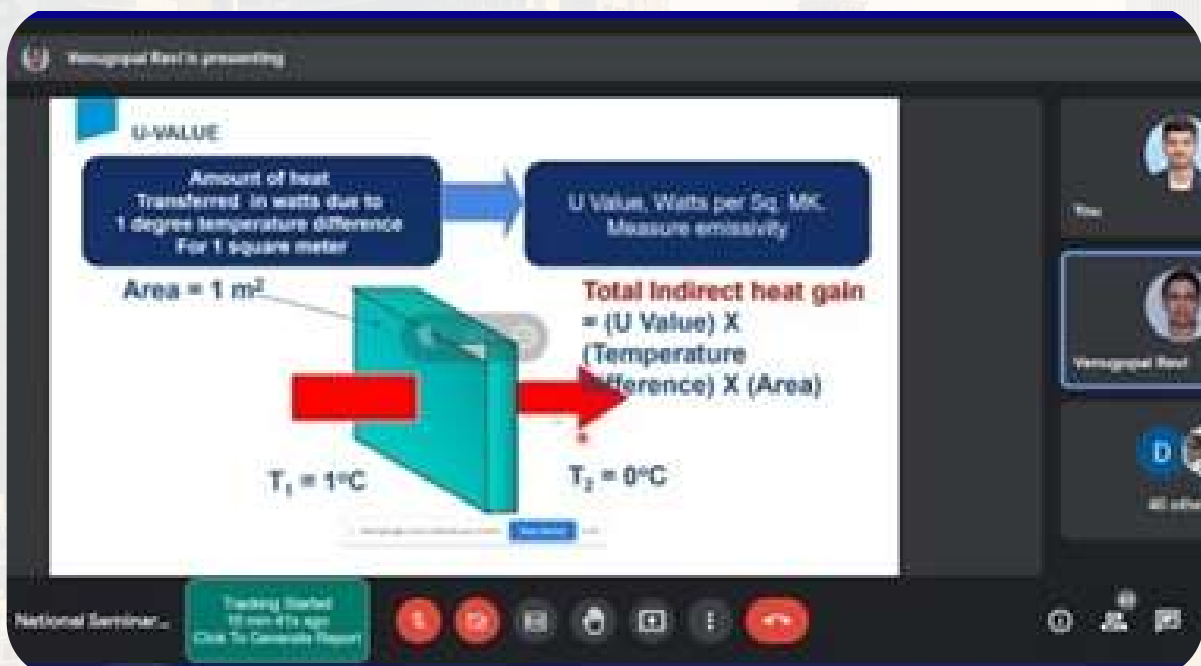 Venugopal Ravi is presenting
U-VALUE
Amount of heat
Transferred in watts due to
1 degree temperature difference
For 1 square meter
U Value, Watts per Sq. MK.
Measure emissivity
Area = 1 m²
Total Indirect heat gain
= (U Value) X
(Temperature
ifference) X (Area)
T₁ = 1°C
T₂ = 0°C
You
Venugopal Ravi
D
National Seminar...
Tracking Started
ago
Click To Generate Report